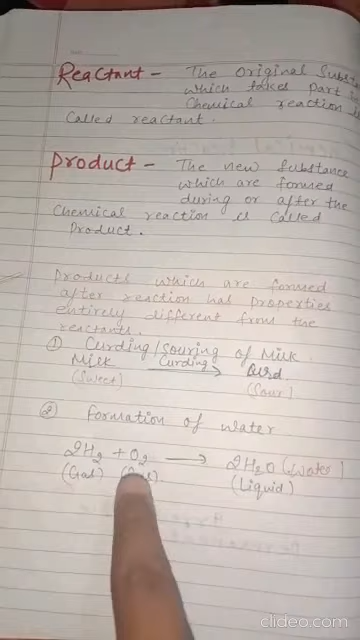 Reactant - The original Subst
which takes part in
Chemical reaction is
Called reactant.
Product - The new Substance
which are formed
during or after the
Chemical reaction is called
Product.
Products which are formed
after reaction has properties
entirely different from the
reactants.
① Curding/Souring of Milk
Milk Curding → Curd.
(Sweet) (Sour)
② Formation of water
2H₂ + O₂ → 2H₂O (Water)
(Gas) (Liquid)
clideo.com